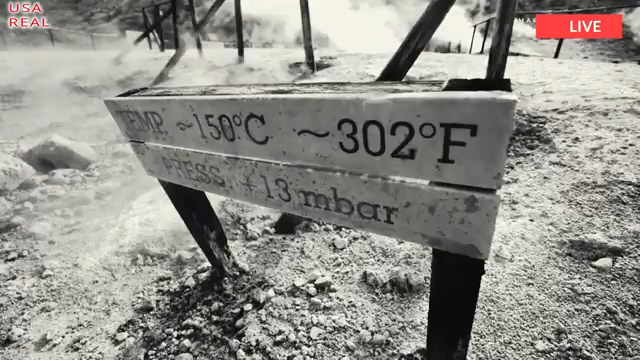 USA
REAL
LIVE
TEMP. ~150°C ~302°F
PRESS. +13 mbar